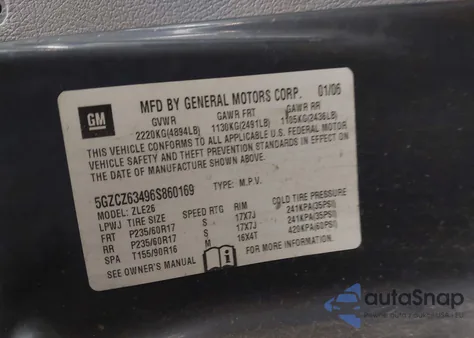 GM
MFD BY GENERAL MOTORS CORP. 01/06
GVWR GAWR FRT GAWR RR
2220KG(4894LB) 1130KG(2491LB) 1105KG(2436LB)
THIS VEHICLE CONFORMS TO ALL APPLICABLE U.S. FEDERAL MOTOR
VEHICLE SAFETY AND THEFT PREVENTION STANDARDS IN EFFECT ON
THE DATE OF MANUFACTURE SHOWN ABOVE.
5GZCZ63496S860169 TYPE: M.P.V.
MODEL: ZLE26
LPWJ TIRE SIZE SPEED RTG RIM COLD TIRE PRESSURE
FRT P235/60R17 S 17X7J 241KPA(35PSI)
RR P235/60R17 S 17X7J 241KPA(35PSI)
SPA T155/90R16 M 16X4T 420KPA(60PSI)
SEE OWNER'S MANUAL i FOR ADDITIONAL INFORMATION.
autoSnap